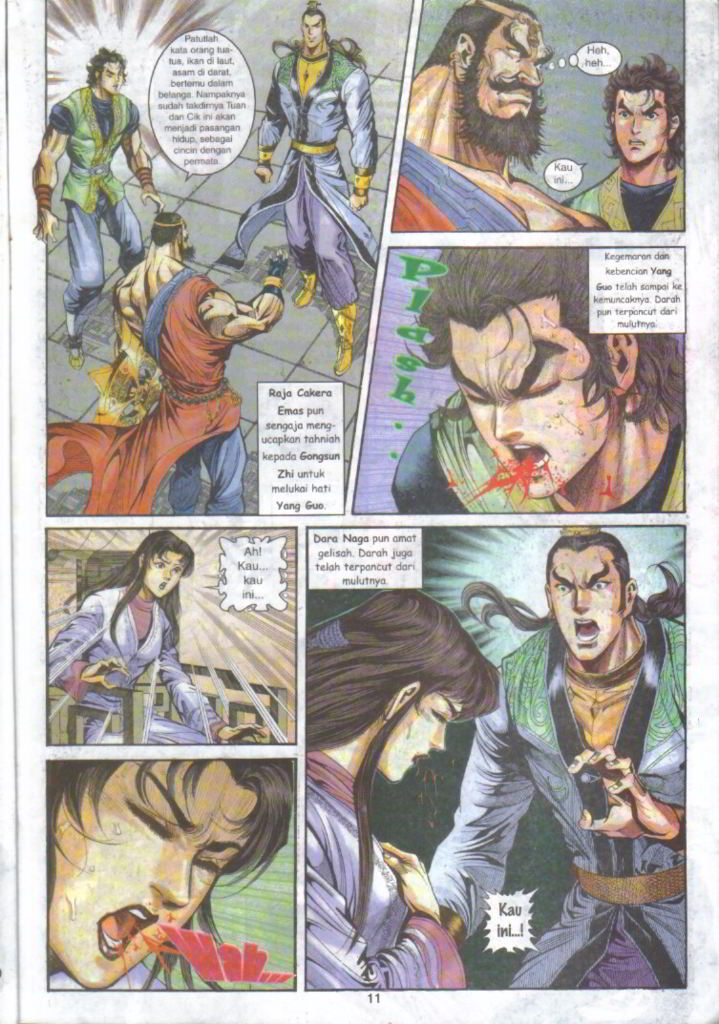 Patutlah
kata orang tua-
tua, ikan di laut,
asam di darat,
bertemu dalam
belanga. Nampaknya
sudah takdirnya Tuan
dan Cik ini akan
menjadi pasangan
hidup, sebagai
cincin dengan
permata.
Raja Cakera
Emas pun
sengaja meng-
ucapkan tahniah
kepada Gongsun
Zhi untuk
melukai hati
Yang Guo.
Heh,
heh...
Kau
ini...
Kegemaran dan
kebencian Yang
Guo telah sampai ke
kemuncaknya. Darah
pun terpancut dari
mulutnya.
Plash..
Ah!
Kau...
kau
ini...
Dara Naga pun amat
gelisah. Darah juga
telah terpancut dari
mulutnya.
Kau
ini...!
Wah...
11